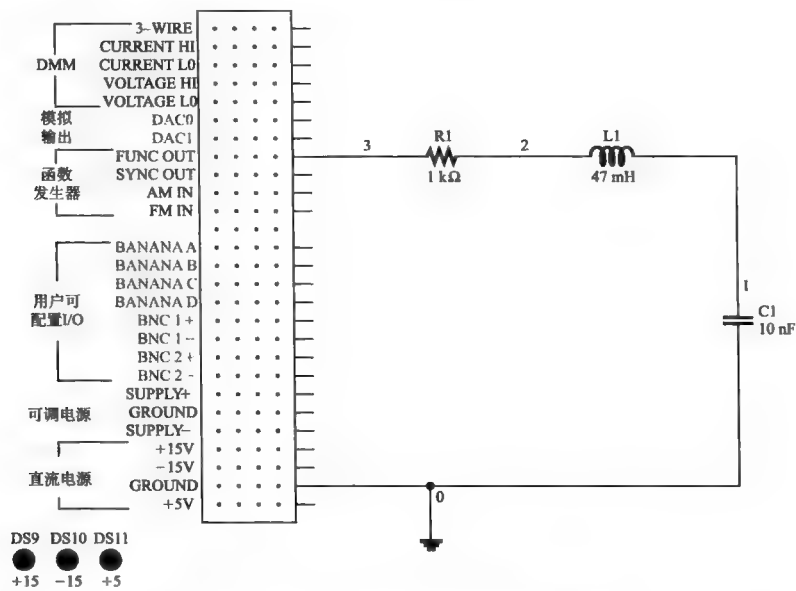 3-WIRE
CURRENT HI
CURRENT L0
VOLTAGE HI
VOLTAGE L0
DMM
DAC0
DAC1
模拟
输出
FUNC OUT
SYNC OUT
AM IN
FM IN
函数
发生器
BANANA A
BANANA B
BANANA C
BANANA D
BNC 1 +
BNC 1 -
BNC 2 +
BNC 2 -
用户可
配置I/O
SUPPLY+
GROUND
SUPPLY-
可调电源
+15V
-15V
GROUND
+5V
直流电源
DS9 DS10 DS11
+15 -15 +5
3
R1
1 kΩ
2
L1
47 mH
1
C1
10 nF
0